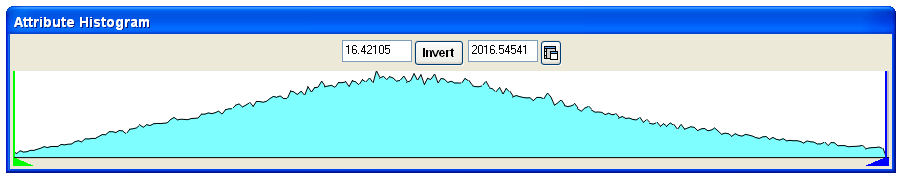 Attribute Histogram
16.42105 Invert 2016.54541